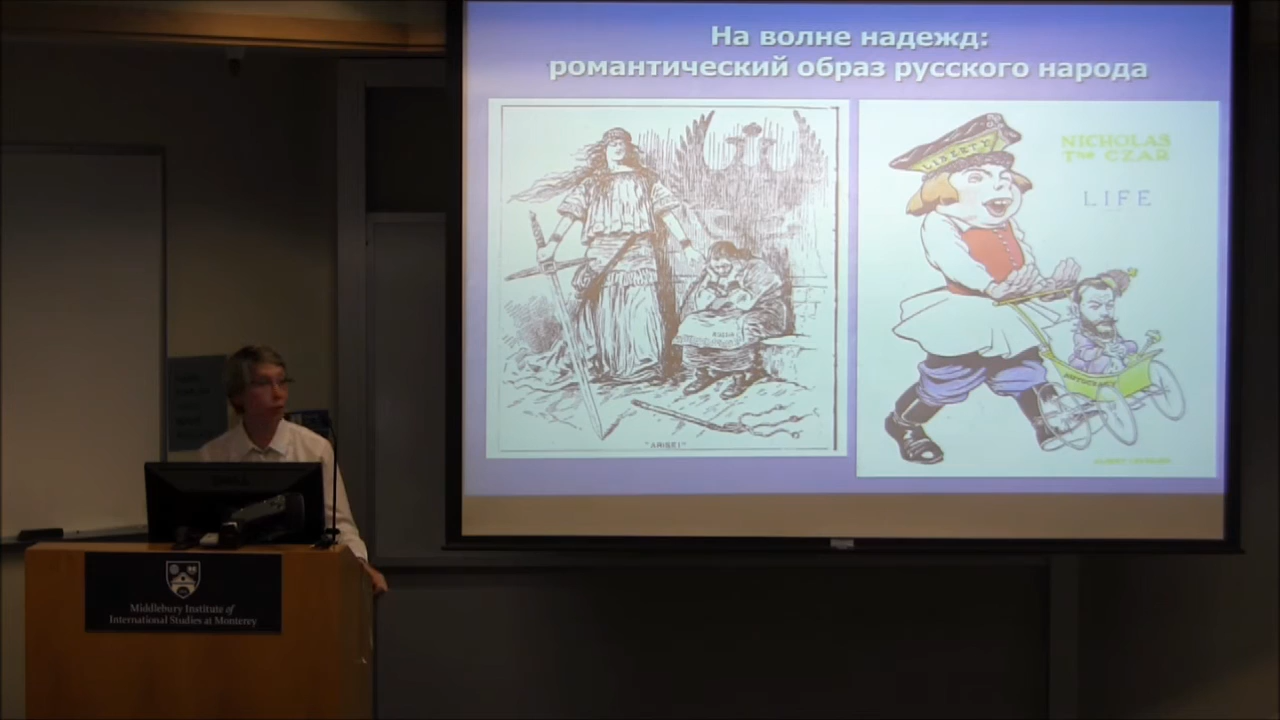 На волне надежд:
романтический образ русского народа
LIBERTY
NICHOLAS
THE CZAR
LIFE
AUTOCRACY
"ARISE!"
DELL
Middlebury Institute of
International Studies at Monterey